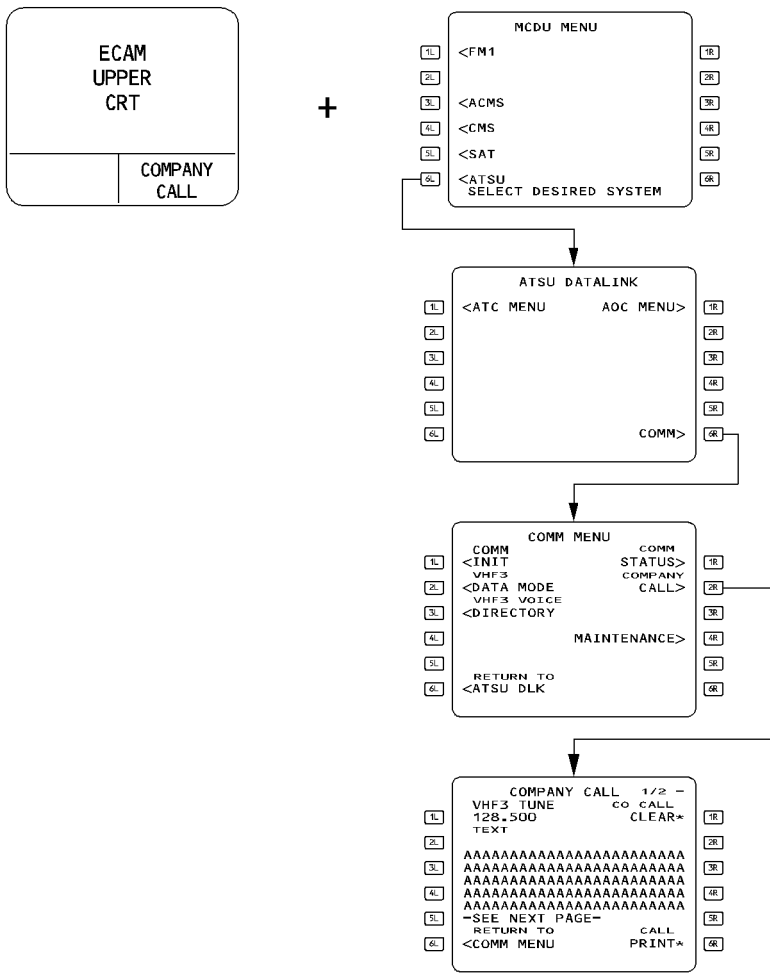 ECAM
UPPER
CRT
COMPANY
CALL
+
MCDU MENU
1L <FM1 1R
2L 2R
3L <ACMS 3R
4L <CMS 4R
5L <SAT 5R
6L <ATSU 6R
SELECT DESIRED SYSTEM
ATSU DATALINK
1L <ATC MENU AOC MENU> 1R
2L 2R
3L 3R
4L 4R
5L 5R
6L COMM> 6R
COMM MENU
COMM COMM
1L <INIT STATUS> 1R
VHF3 COMPANY
2L <DATA MODE CALL> 2R
VHF3 VOICE
3L <DIRECTORY 3R
4L MAINTENANCE> 4R
5L 5R
RETURN TO
6L <ATSU DLK 6R
COMPANY CALL 1/2 -
VHF3 TUNE CO CALL
1L 128.500 CLEAR* 1R
TEXT
2L 2R
AAAAAAAAAAAAAAAAAAAAAAAA
3L AAAAAAAAAAAAAAAAAAAAAAAA 3R
AAAAAAAAAAAAAAAAAAAAAAAA
4L AAAAAAAAAAAAAAAAAAAAAAAA 4R
AAAAAAAAAAAAAAAAAAAAAAAA
5L -SEE NEXT PAGE- 5R
RETURN TO CALL
6L <COMM MENU PRINT* 6R